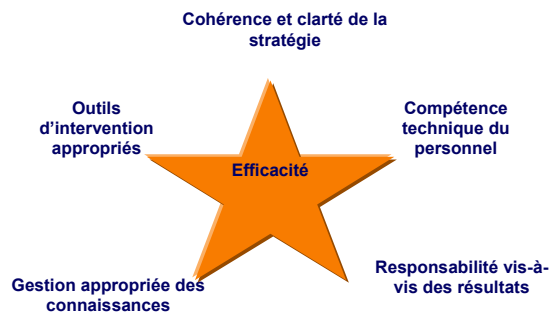 Cohérence et clarté de la
stratégie
Outils
d'intervention
appropriés
Compétence
technique du
personnel
Efficacité
Gestion appropriée des
connaissances
Responsabilité vis-à-
vis des résultats